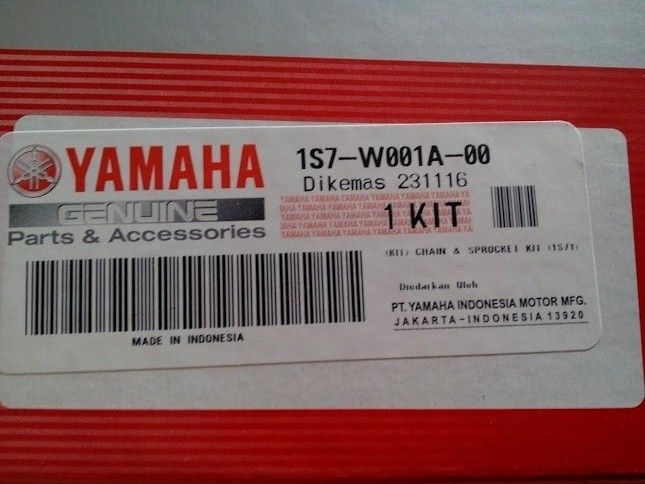 YAMAHA
GENUINE
Parts & Accessories
1S7-W001A-00
Dikemas 231116
1 KIT
(KIT) CHAIN & SPROCKET KIT (1S7)
Diedarkan Oleh
PT. YAMAHA INDONESIA MOTOR MFG.
JAKARTA-INDONESIA 13920
MADE IN INDONESIA